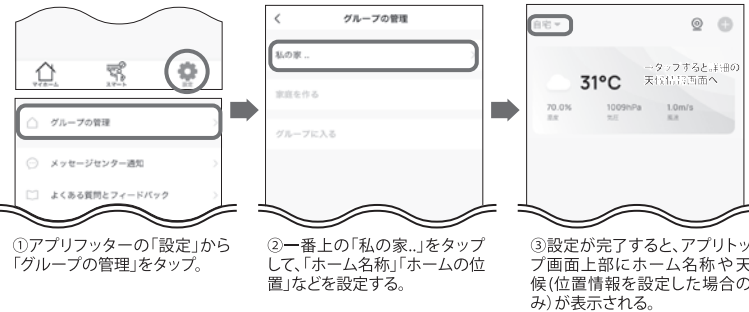 マイホーム
スマート
設定
グループの管理
メッセージセンター通知
よくある質問とフィードバック
①アプリフッターの「設定」から
「グループの管理」をタップ。
グループの管理
私の家 ..
家庭を作る
グループに入る
②一番上の「私の家..」をタップ
して、「ホーム名称」「ホームの位
置」などを設定する。
自宅
31°C
→タップすると詳細の
天候情報画面へ
70.0%
1009hPa
1.0m/s
湿度
気圧
風速
③設定が完了すると、アプリトッ
プ画面上部にホーム名称や天
候(位置情報を設定した場合の
み)が表示される。